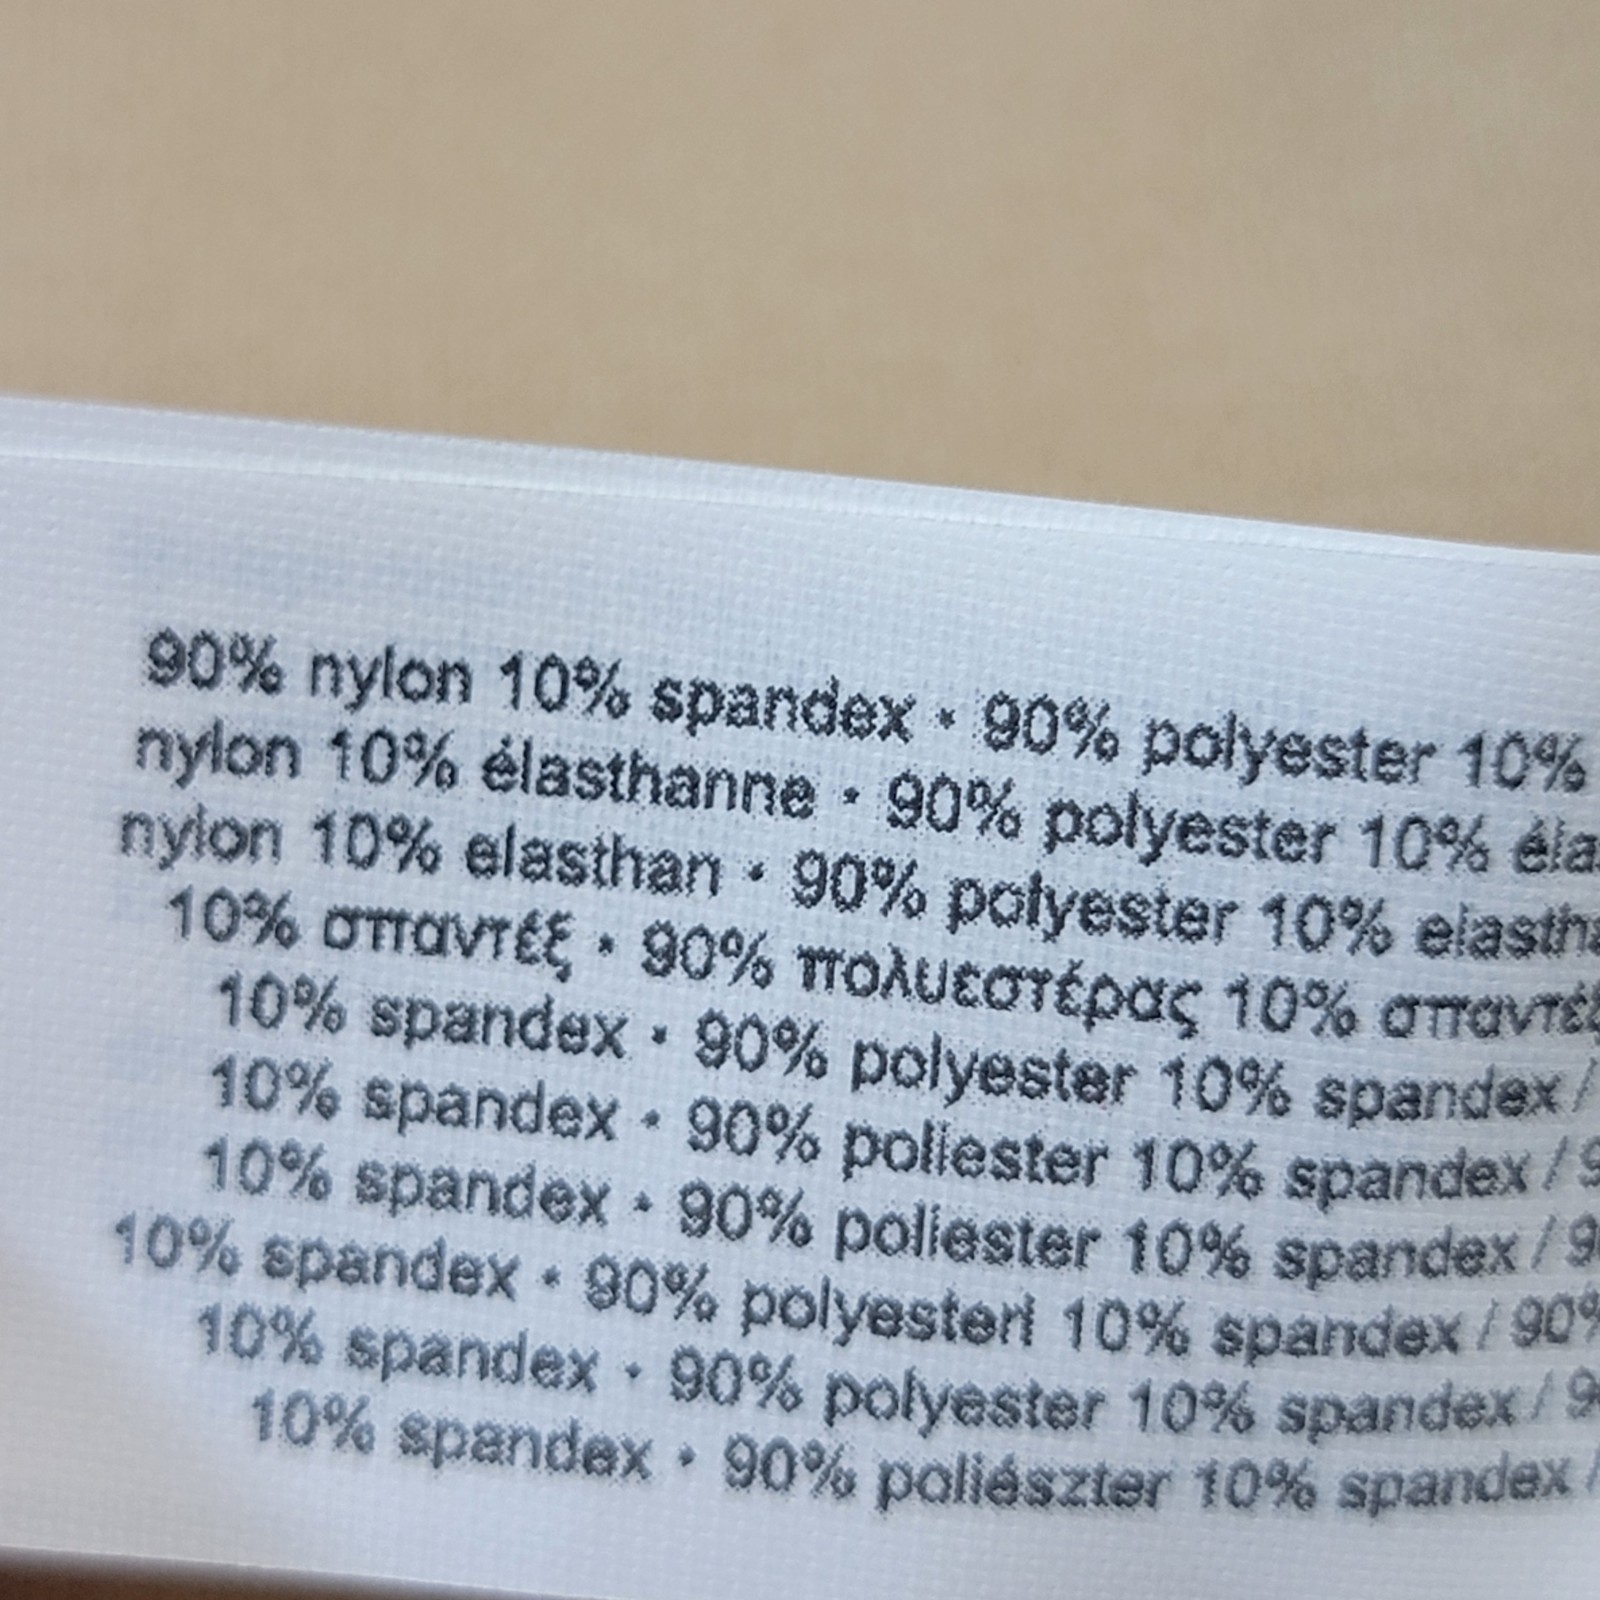 90% nylon 10% spandex • 90% polyester 10%
nylon 10% élasthanne • 90% polyester 10%
nylon 10% elasthan • 90% polyester 10%
10% σπαντέξ • 90% πολυεστέρας 10% σπαντέξ
10% spandex • 90% polyester 10% spandex /
10% spandex • 90% poliester 10% spandex /
10% spandex • 90% poliester 10% spandex /
10% spandex • 90% polyesteri 10% spandex / 90%
10% spandex • 90% polyester 10% spandex /
10% spandex • 90% poliészter 10% spandex /